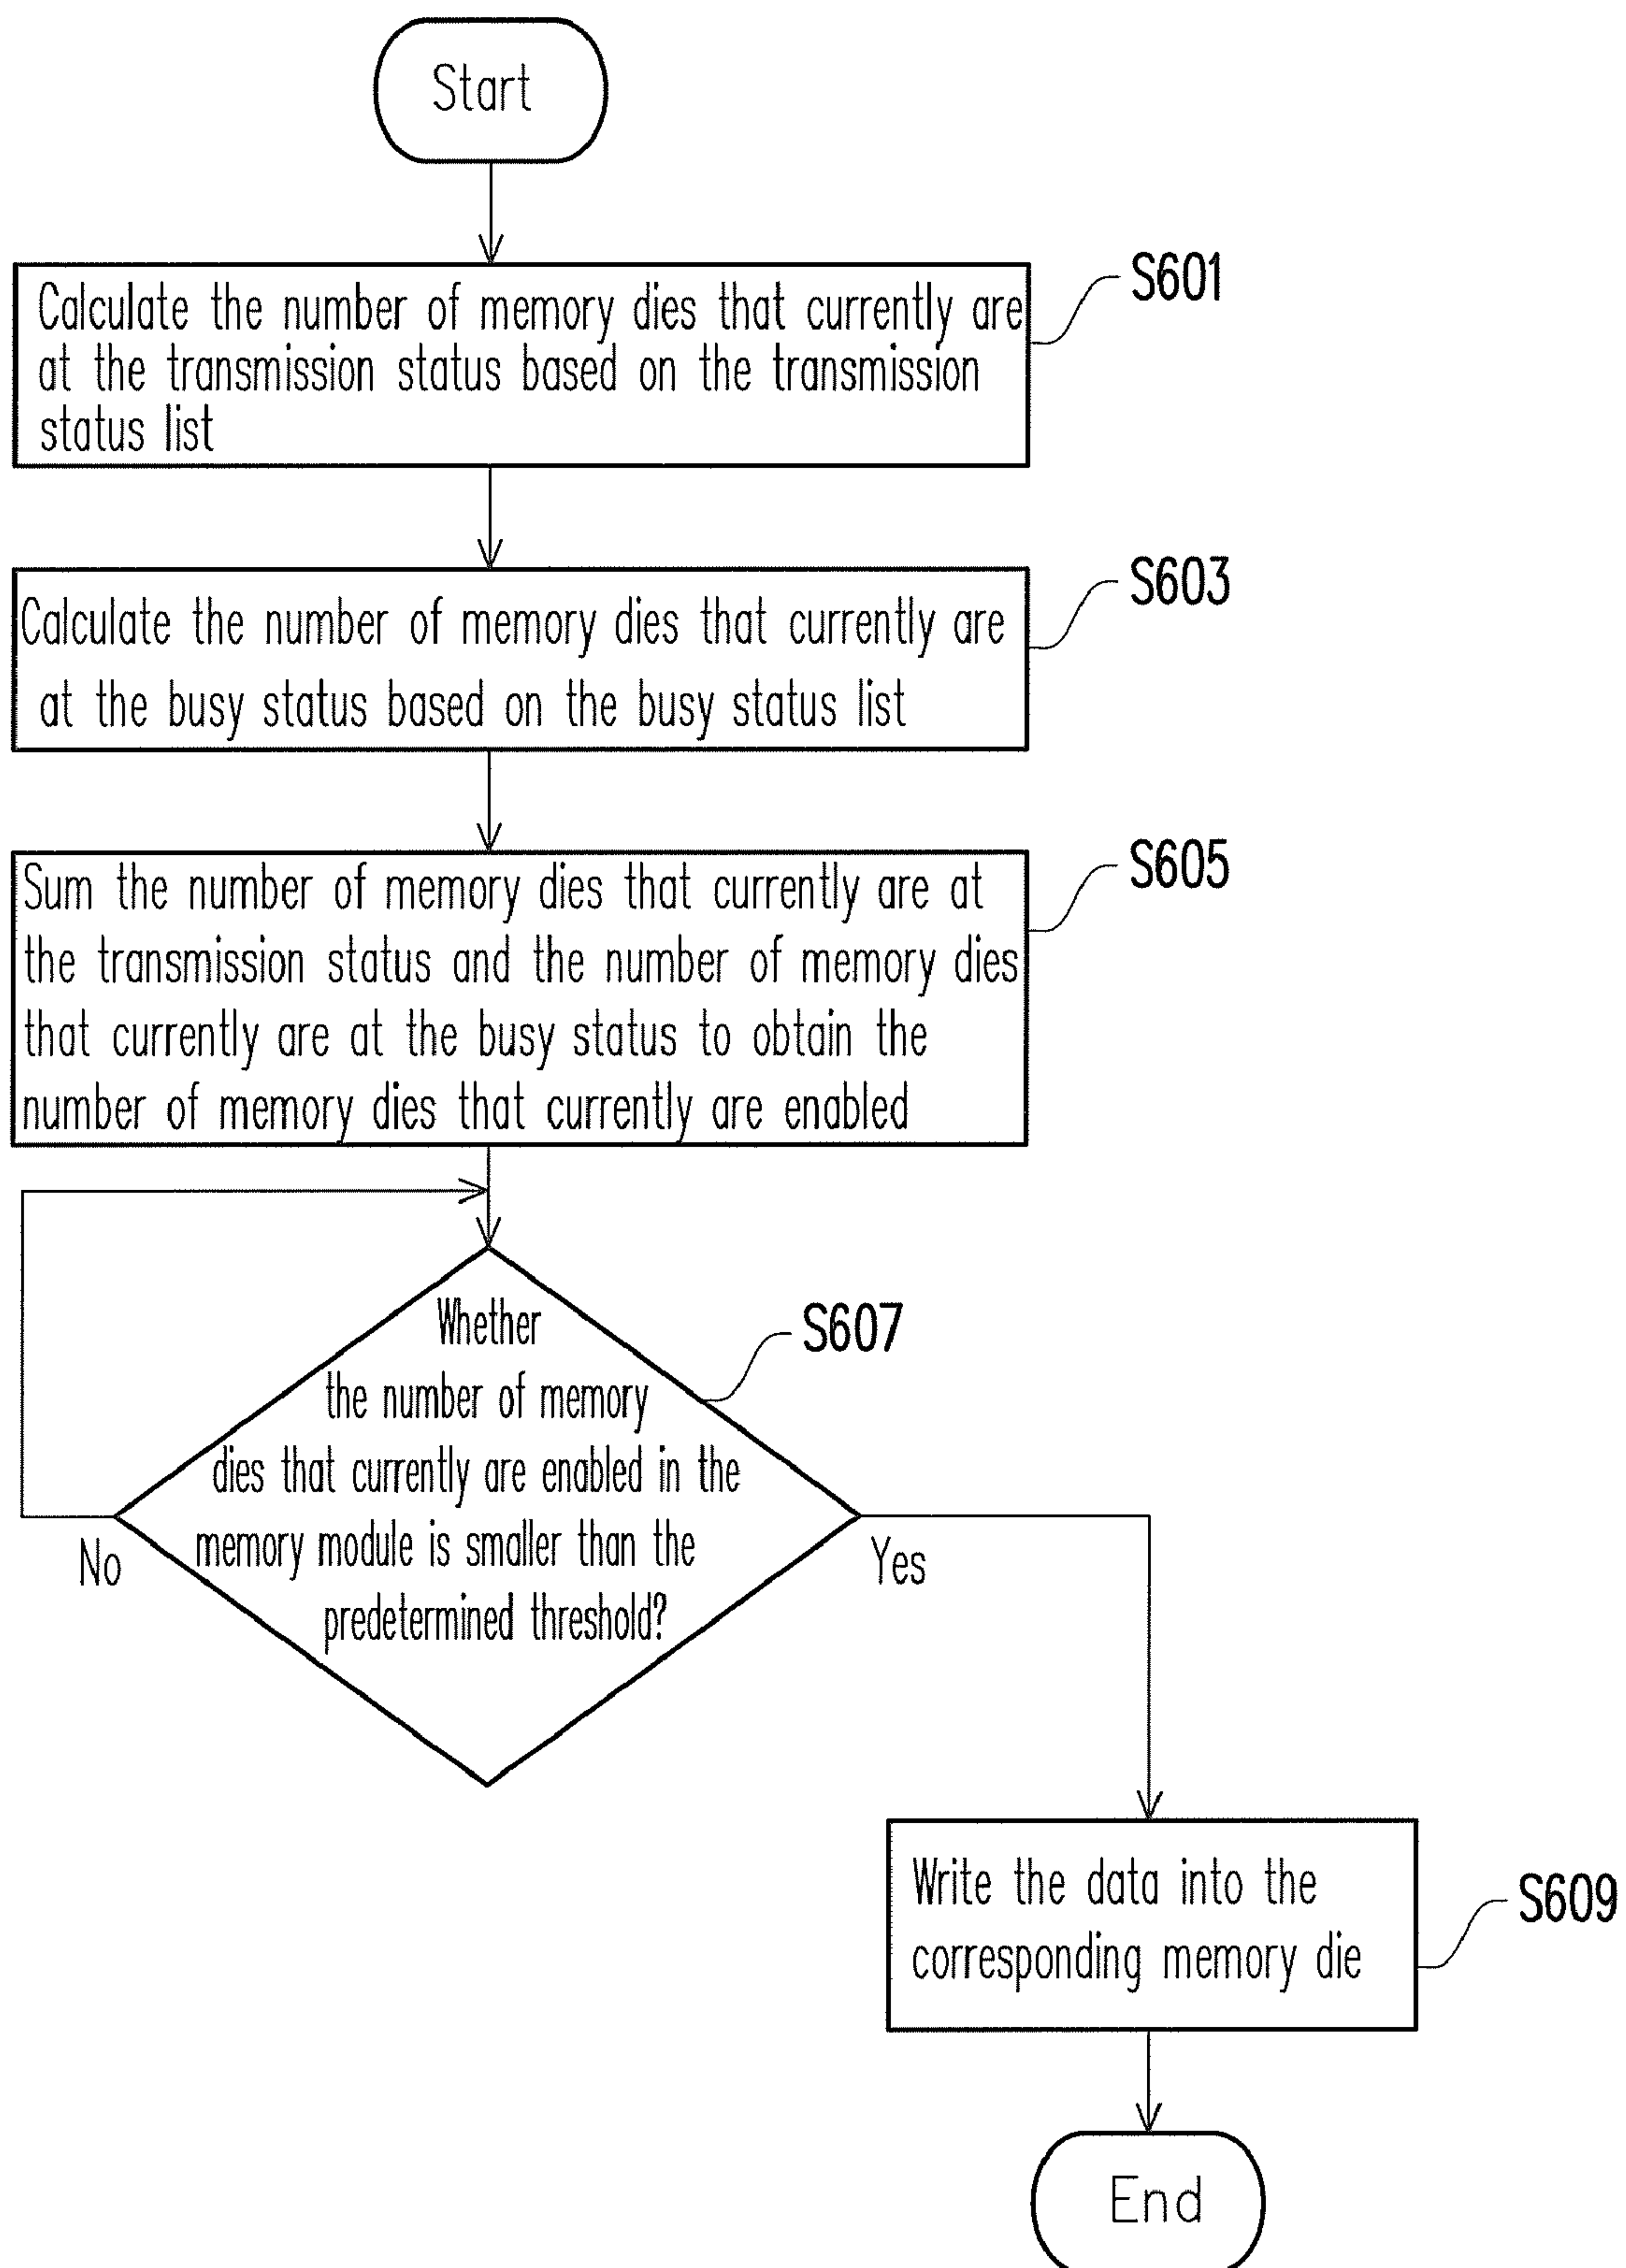 Start
S601
Calculate the number of memory dies that currently are
at the transmission status based on the transmission
status list
S603
Calculate the number of memory dies that currently are
at the busy status based on the busy status list
S605
Sum the number of memory dies that currently are at
the transmission status and the number of memory dies
that currently are at the busy status to obtain the
number of memory dies that currently are enabled
S607
Whether
the number of memory
dies that currently are enabled in the
memory module is smaller than the
predetermined threshold?
No
Yes
Write the data into the
corresponding memory die
S609
End